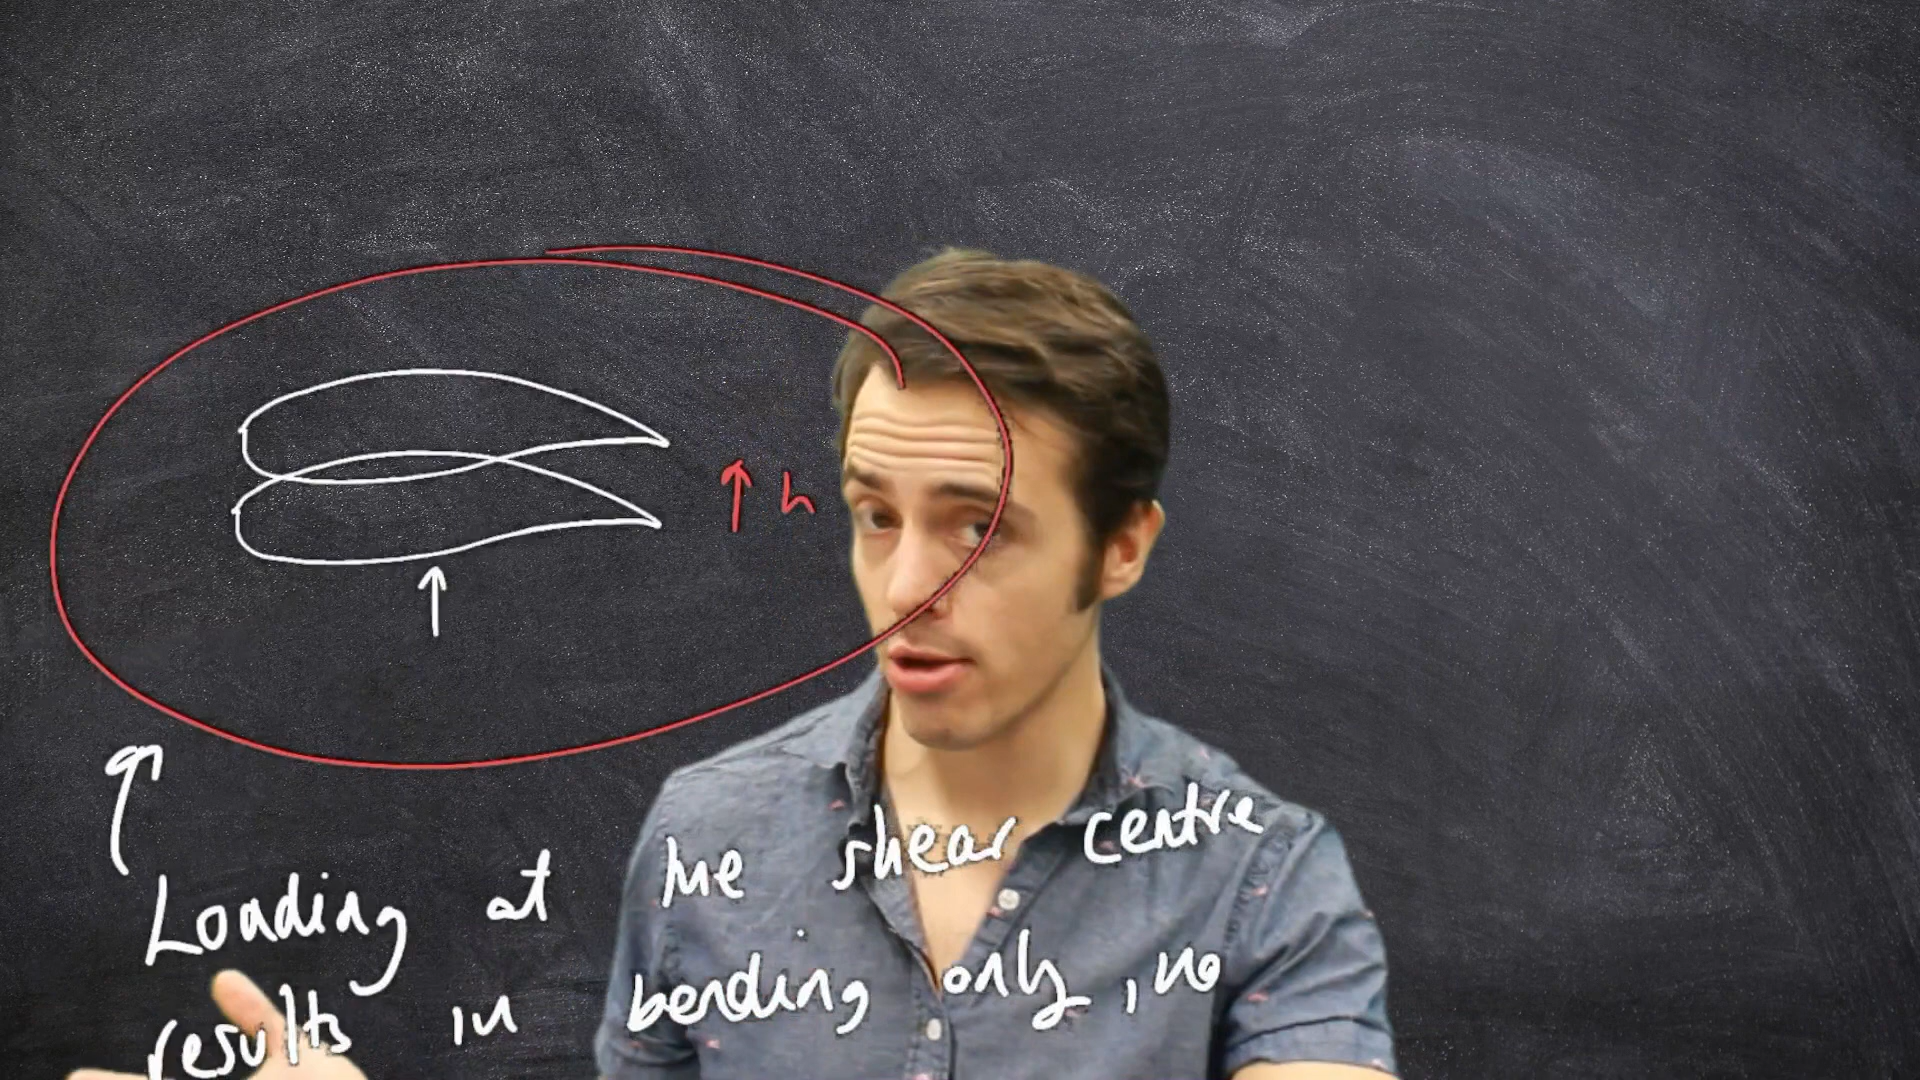 h
Loading at the shear centre
results in bending only, no